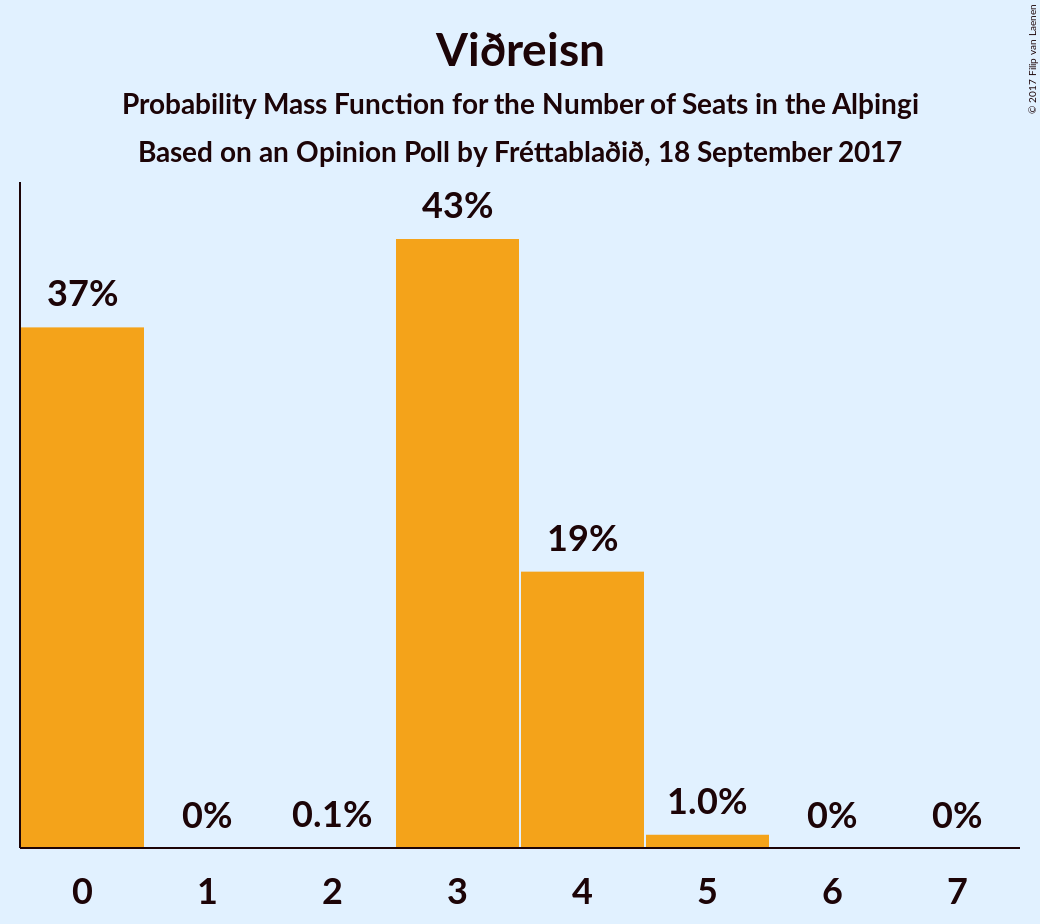 Viðreisn
Probability Mass Function for the Number of Seats in the Alþingi
Based on an Opinion Poll by Fréttablaðið, 18 September 2017
© 2017 Filip van Laenen
37%
0%
0.1%
43%
19%
1.0%
0%
0%
0 1 2 3 4 5 6 7